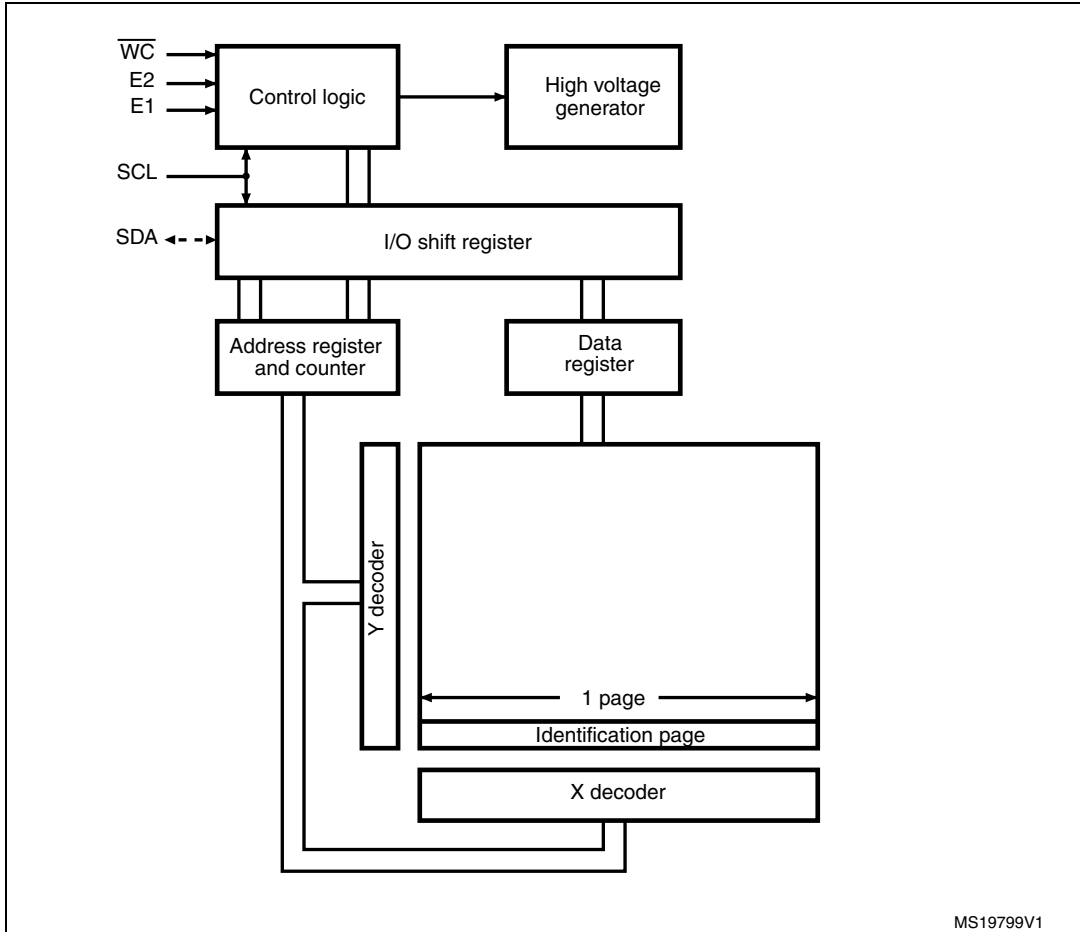 W̅C̅
E2
E1
SCL
SDA
Control logic
High voltage
generator
I/O shift register
Address register
and counter
Data
register
Y decoder
1 page
Identification page
X decoder
MS19799V1